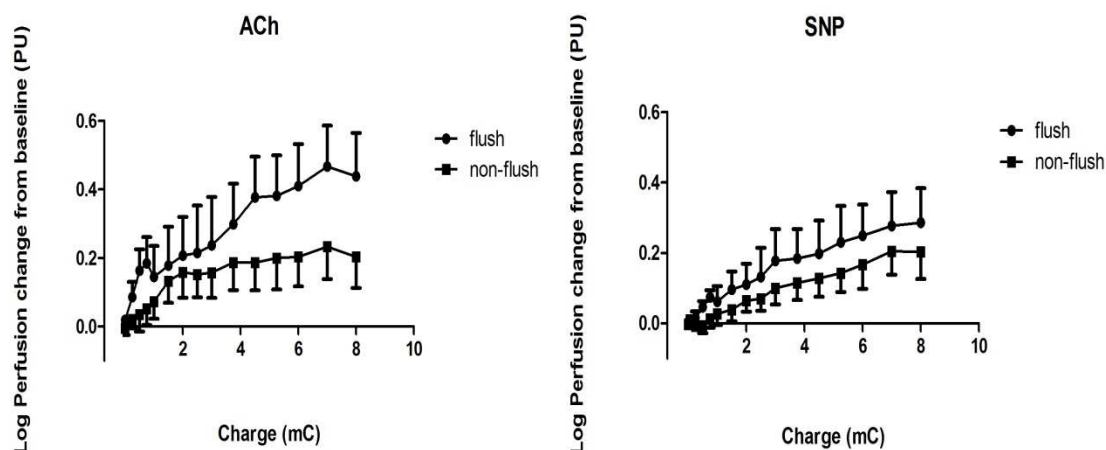 ACh
Log Perfusion change from baseline (PU)
0.6
0.4
0.2
0.0
2
4
6
8
10
flush
non-flush
Charge (mC)
SNP
Log Perfusion change from baseline (PU)
0.6
0.4
0.2
0.0
2
4
6
8
10
flush
non-flush
Charge (mC)